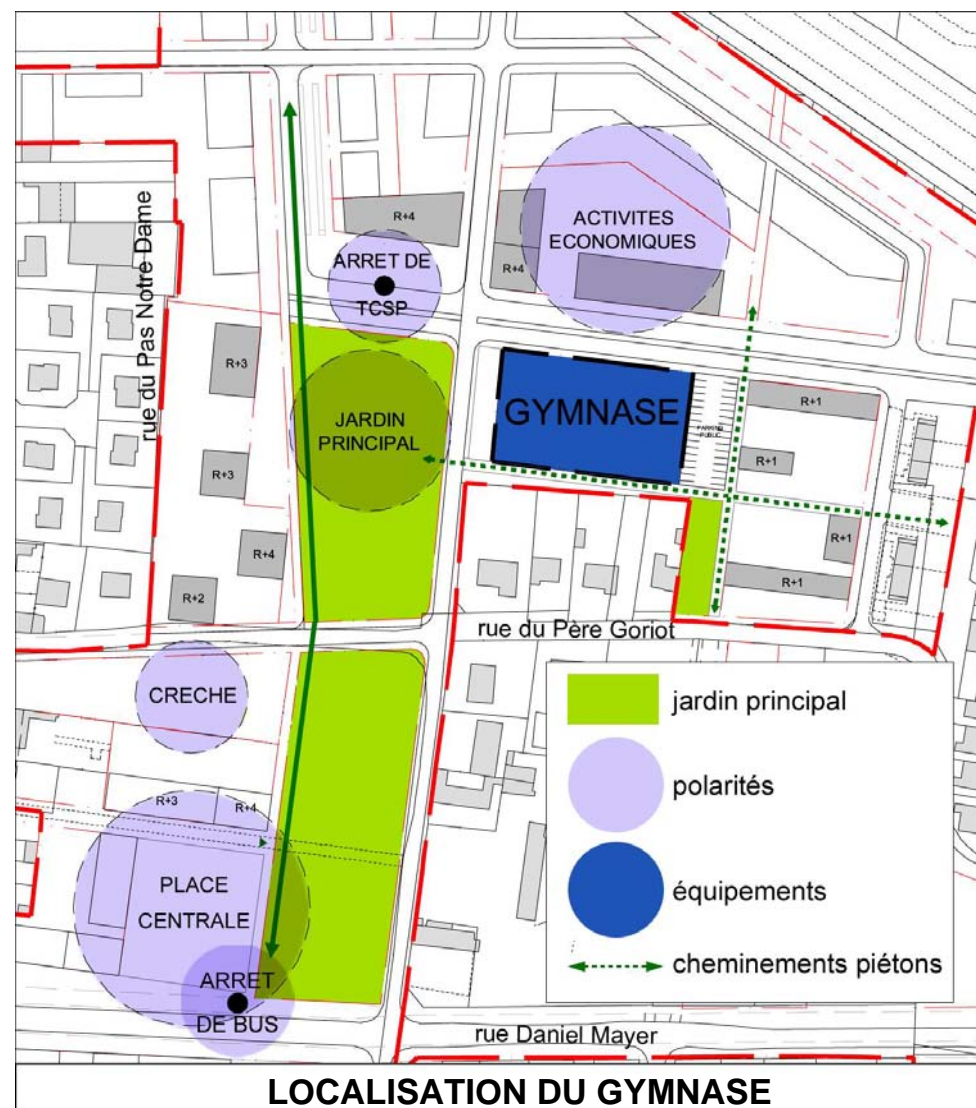 R+4
ACTIVITES
ECONOMIQUES
R+4
ARRET DE
TCSP
rue du Pas Notre Dame
R+3
JARDIN
PRINCIPAL
GYMNASE
PARKING
PUBLIC
R+1
R+3
R+1
R+4
R+1
R+2
R+1
rue du Père Goriot
CRECHE
jardin principal
R+3
R+4
polarités
PLACE
CENTRALE
équipements
cheminements piétons
ARRET
DE BUS
rue Daniel Mayer
LOCALISATION DU GYMNASE